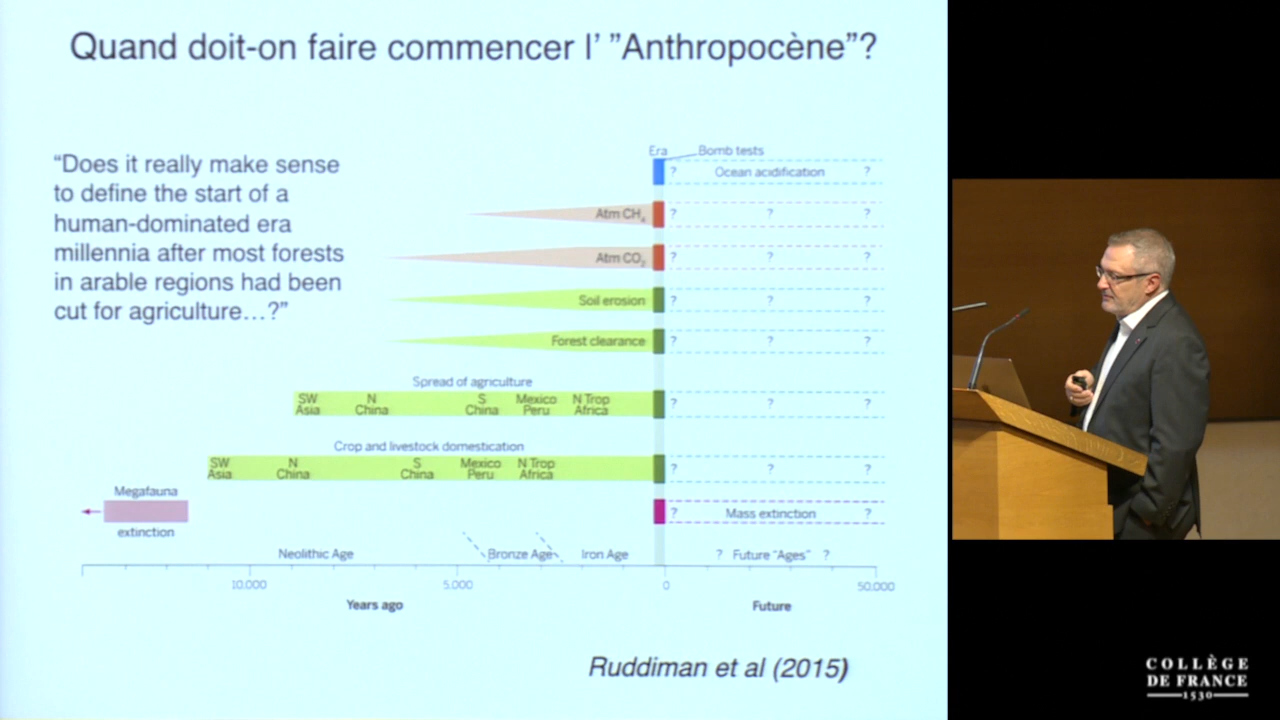 Quand doit-on faire commencer l' "Anthropocène"?
"Does it really make sense
to define the start of a
human-dominated era
millennia after most forests
in arable regions had been
cut for agriculture…?"
Era
Bomb tests
? Ocean acidification ?
Atm CH4 ? ? ?
Atm CO2 ? ? ?
Soil erosion ? ? ?
Forest clearance ? ? ?
Spread of agriculture
SW Asia
N China
S China
Mexico Peru
N Trop Africa
? ? ?
Crop and livestock domestication
SW Asia
N China
S China
Mexico Peru
N Trop Africa
? ? ?
Megafauna
extinction
? Mass extinction ?
Neolithic Age
Bronze Age
Iron Age
? Future "Ages" ?
10.000 5.000 0 50.000
Years ago
Future
Ruddiman et al (2015)
COLLÈGE
DE FRANCE
1530